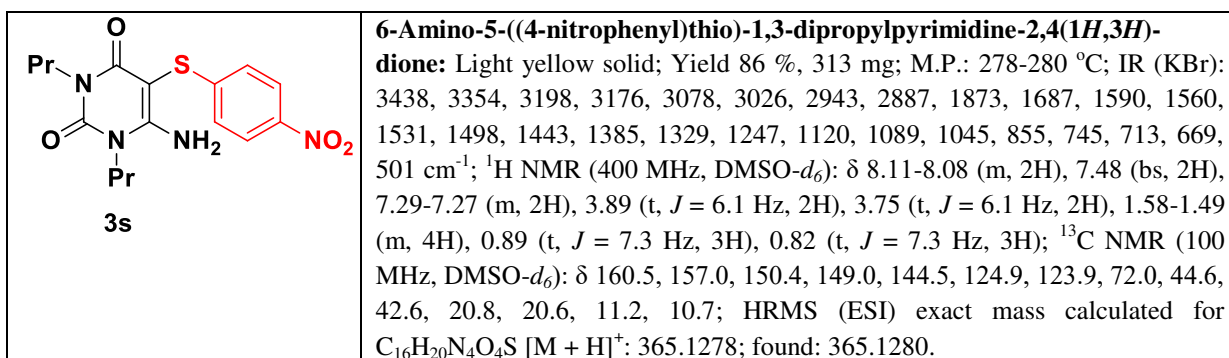 O
Pr
N
S
O
N
NH₂
NO₂
Pr
3s
6-Amino-5-((4-nitrophenyl)thio)-1,3-dipropylpyrimidine-2,4(1H,3H)-
dione: Light yellow solid; Yield 86 %, 313 mg; M.P.: 278-280 °C; IR (KBr):
3438, 3354, 3198, 3176, 3078, 3026, 2943, 2887, 1873, 1687, 1590, 1560,
1531, 1498, 1443, 1385, 1329, 1247, 1120, 1089, 1045, 855, 745, 713, 669,
501 cm⁻¹; ¹H NMR (400 MHz, DMSO-d₆): δ 8.11-8.08 (m, 2H), 7.48 (bs, 2H),
7.29-7.27 (m, 2H), 3.89 (t, J = 6.1 Hz, 2H), 3.75 (t, J = 6.1 Hz, 2H), 1.58-1.49
(m, 4H), 0.89 (t, J = 7.3 Hz, 3H), 0.82 (t, J = 7.3 Hz, 3H); ¹³C NMR (100
MHz, DMSO-d₆): δ 160.5, 157.0, 150.4, 149.0, 144.5, 124.9, 123.9, 72.0, 44.6,
42.6, 20.8, 20.6, 11.2, 10.7; HRMS (ESI) exact mass calculated for
C₁₆H₂₀N₄O₄S [M + H]⁺: 365.1278; found: 365.1280.